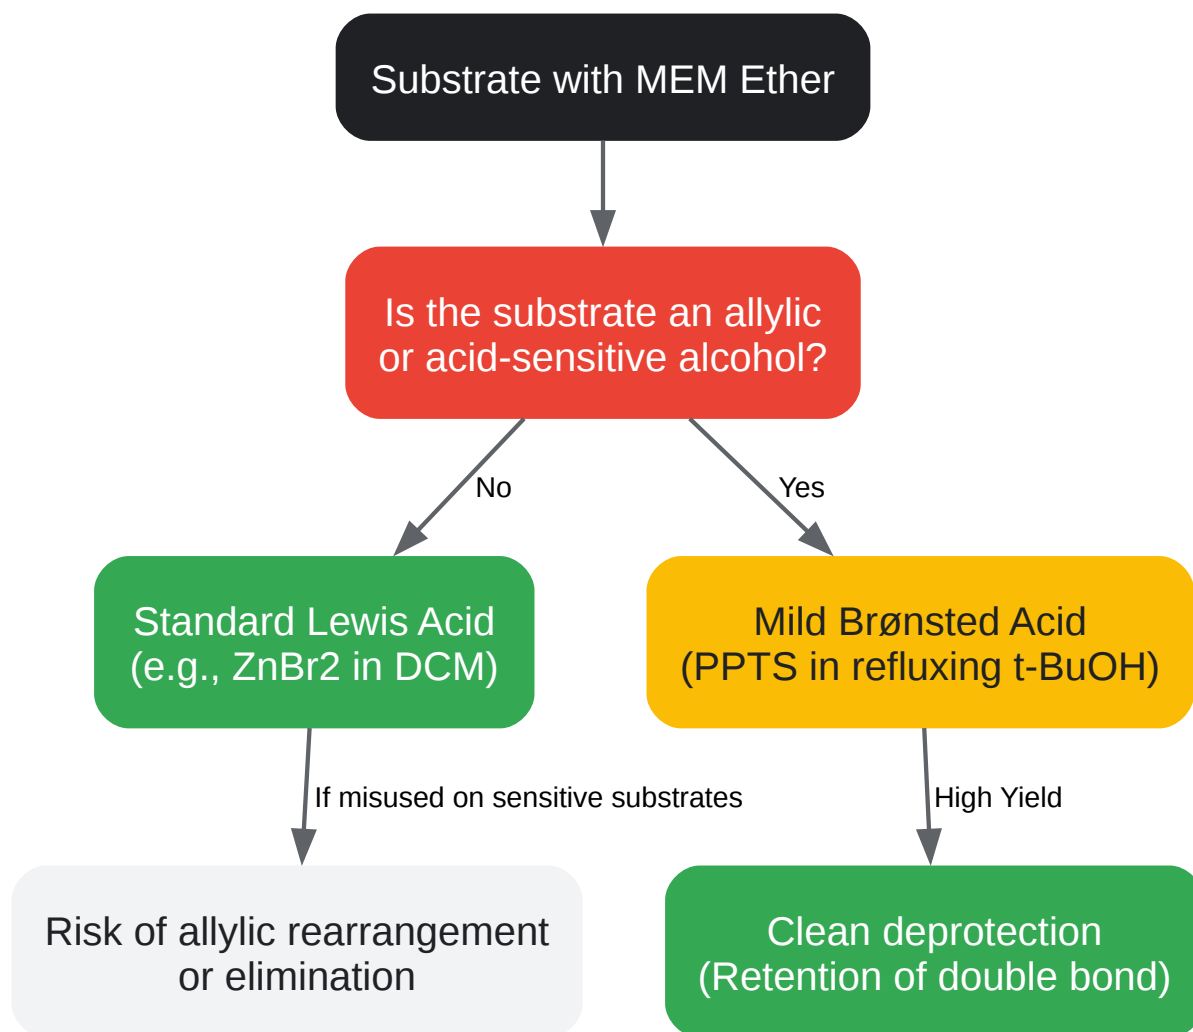 Substrate with MEM Ether
Is the substrate an allylic
or acid-sensitive alcohol?
No
Yes
Standard Lewis Acid
(e.g., ZnBr2 in DCM)
Mild Brønsted Acid
(PPTS in refluxing t-BuOH)
If misused on sensitive substrates
High Yield
Risk of allylic rearrangement
or elimination
Clean deprotection
(Retention of double bond)